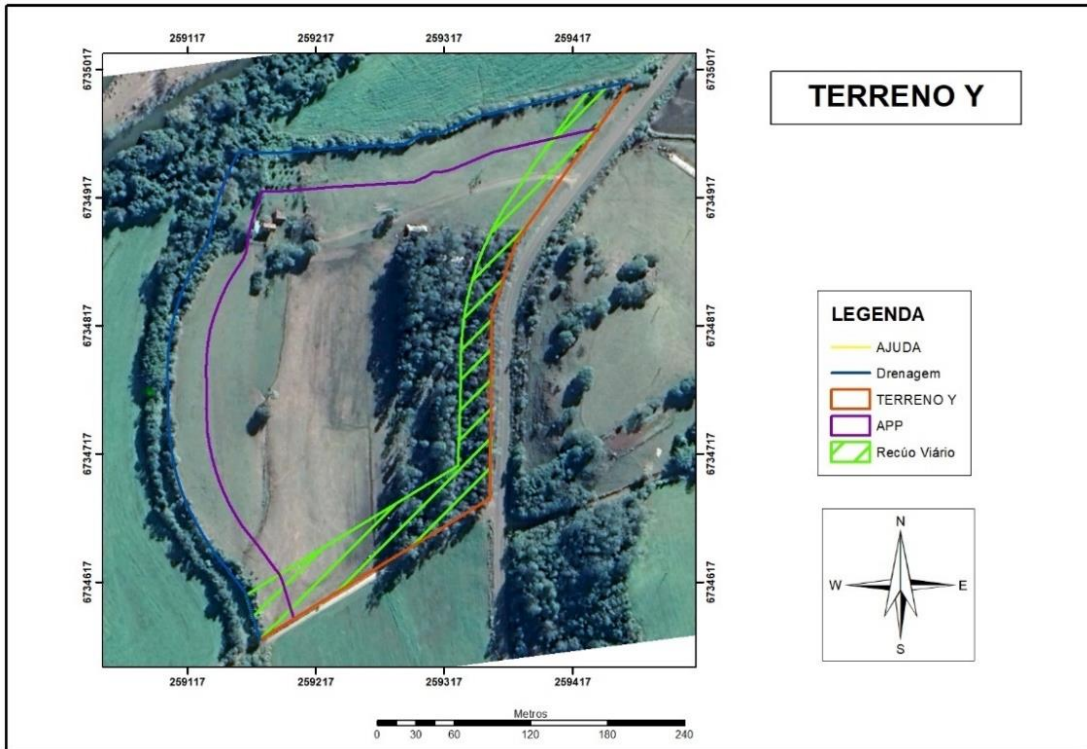 259117 259217 259317 259417
6735017 6735017
TERRENO Y
6734917 6734917
6734817 6734817
LEGENDA
AJUDA
Drenagem
TERRENO Y
APP
Recúo Viário
6734717 6734717
N
W E
S
6734617 6734617
259117 259217 259317 259417
Metros
0 30 60 120 180 240